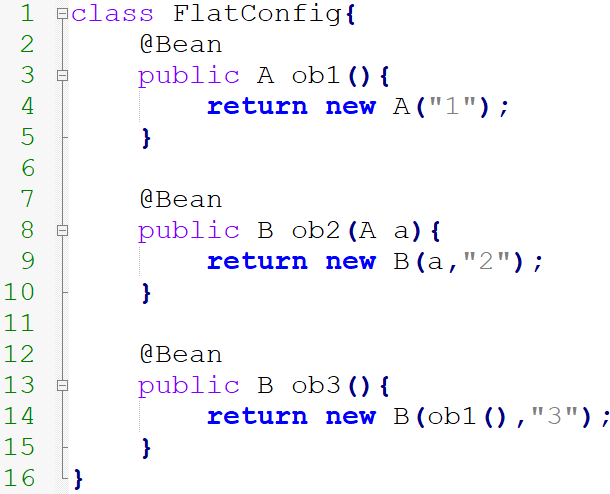 1 class FlatConfig{
2 @Bean
3 public A ob1(){
4 return new A("1");
5 }
6
7 @Bean
8 public B ob2(A a){
9 return new B(a,"2");
10 }
11
12 @Bean
13 public B ob3(){
14 return new B(ob1(),"3");
15 }
16 }